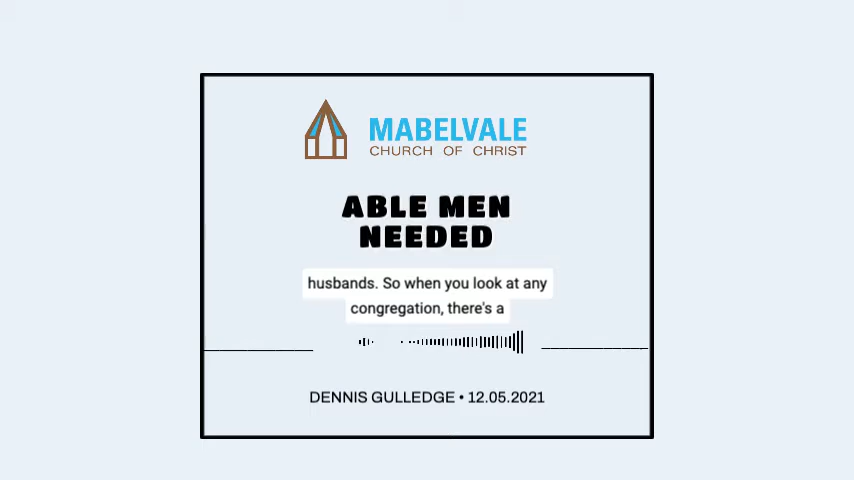 MABELVALE
CHURCH OF CHRIST
ABLE MEN
NEEDED
husbands. So when you look at any
congregation, there's a
DENNIS GULLEDGE • 12.05.2021